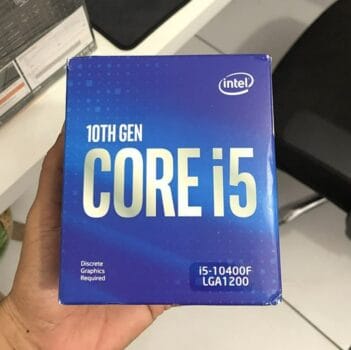 intel
10TH GEN
CORE i5
Discrete
Graphics
Required
i5-10400F
LGA1200